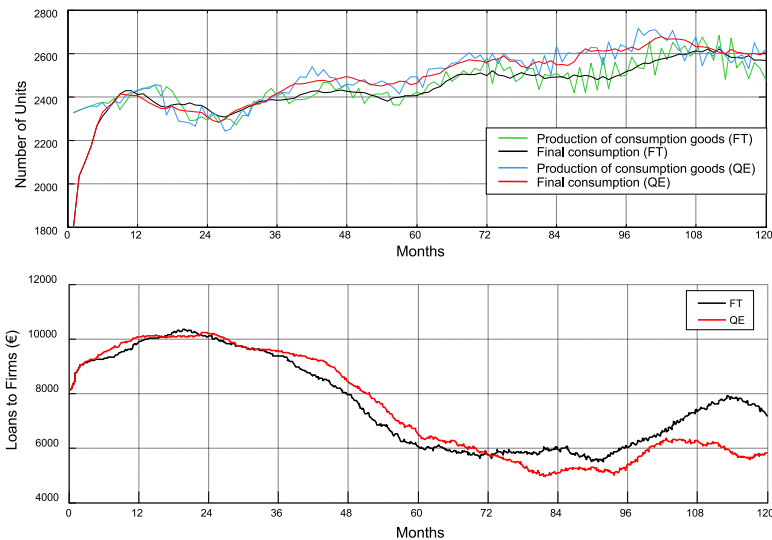 2800
2600
2400
2200
2000
1800
Number of Units
Production of consumption goods (FT)
Final consumption (FT)
Production of consumption goods (QE)
Final consumption (QE)
0 12 24 36 48 60 72 84 96 108 120
Months
12000
10000
8000
6000
4000
Loans to Firms (€)
FT
QE
0 12 24 36 48 60 72 84 96 108 120
Months